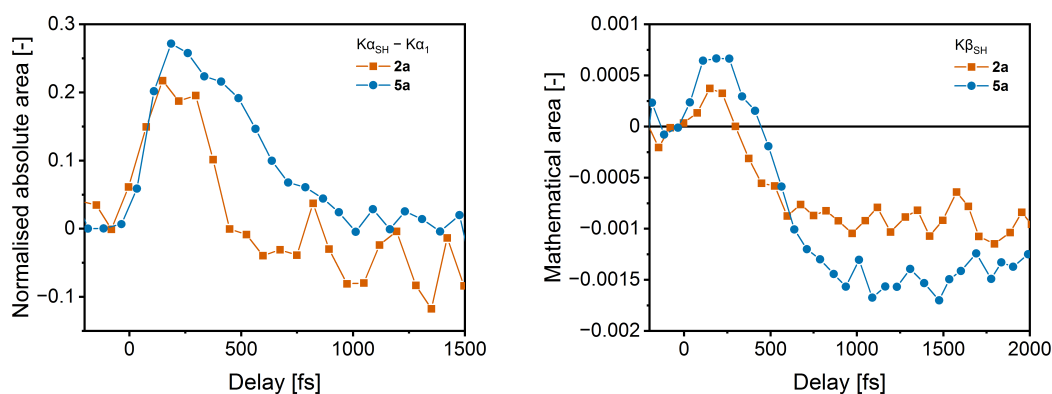 Normalised absolute area [-]
0.3
0.2
0.1
0
−0.1
Kα_SH − Kα_1
2a
5a
0
500
1000
1500
Delay [fs]
Mathematical area [-]
0.001
0.0005
0
−0.0005
−0.001
−0.0015
−0.002
Kβ_SH
2a
5a
0
500
1000
1500
2000
Delay [fs]